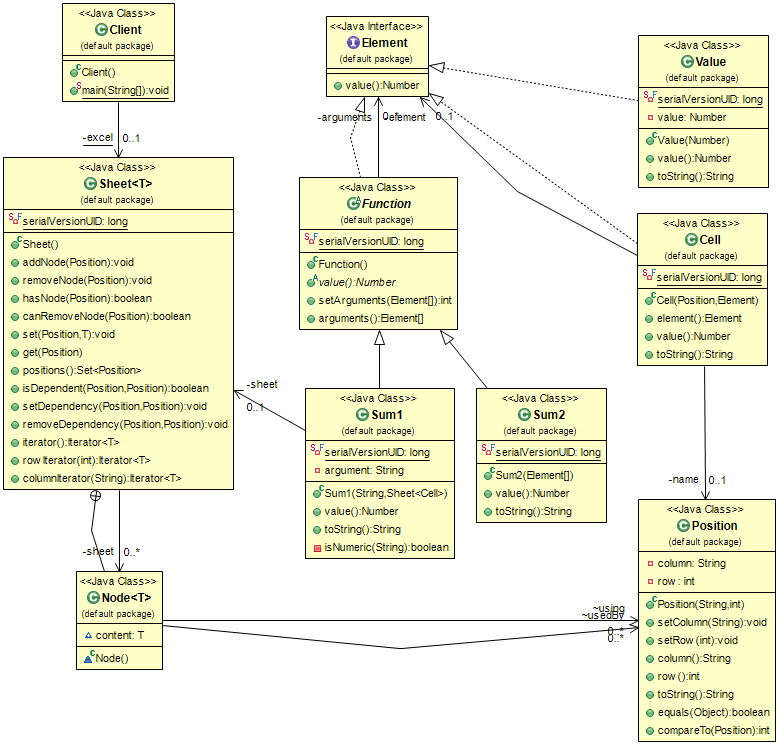 <<Java Class>>
Client
(default package)
Client()
main(String[]):void
-excel
0..1
<<Java Class>>
Sheet<T>
(default package)
serialVersionUID: long
Sheet()
addNode(Position):void
removeNode(Position):void
hasNode(Position):boolean
canRemoveNode(Position):boolean
set(Position,T):void
get(Position)
positions():Set<Position>
isDependent(Position,Position):boolean
setDependency(Position,Position):void
removeDependency(Position,Position):void
iterator():Iterator<T>
rowIterator(int):Iterator<T>
columnIterator(String):Iterator<T>
-sheet
0..*
<<Java Class>>
Node<T>
(default package)
content: T
Node()
<<Java Interface>>
Element
(default package)
value():Number
-arguments
0..*
-element
0..1
<<Java Class>>
Function
(default package)
serialVersionUID: long
Function()
value():Number
setArguments(Element[]):int
arguments():Element[]
-sheet
0..1
<<Java Class>>
Sum1
(default package)
serialVersionUID: long
argument: String
Sum1(String,Sheet<Cell>)
value():Number
toString():String
isNumeric(String):boolean
<<Java Class>>
Sum2
(default package)
serialVersionUID: long
Sum2(Element[])
value():Number
toString():String
<<Java Class>>
Value
(default package)
serialVersionUID: long
value: Number
Value(Number)
value():Number
toString():String
<<Java Class>>
Cell
(default package)
serialVersionUID: long
Cell(Position,Element)
element():Element
value():Number
toString():String
-name
0..1
<<Java Class>>
Position
(default package)
column: String
row : int
Position(String,int)
setColumn(String):void
setRow (int):void
column():String
row ():int
toString():String
equals(Object):boolean
compareTo(Position):int
~using
~usedBy
0..*
0..*